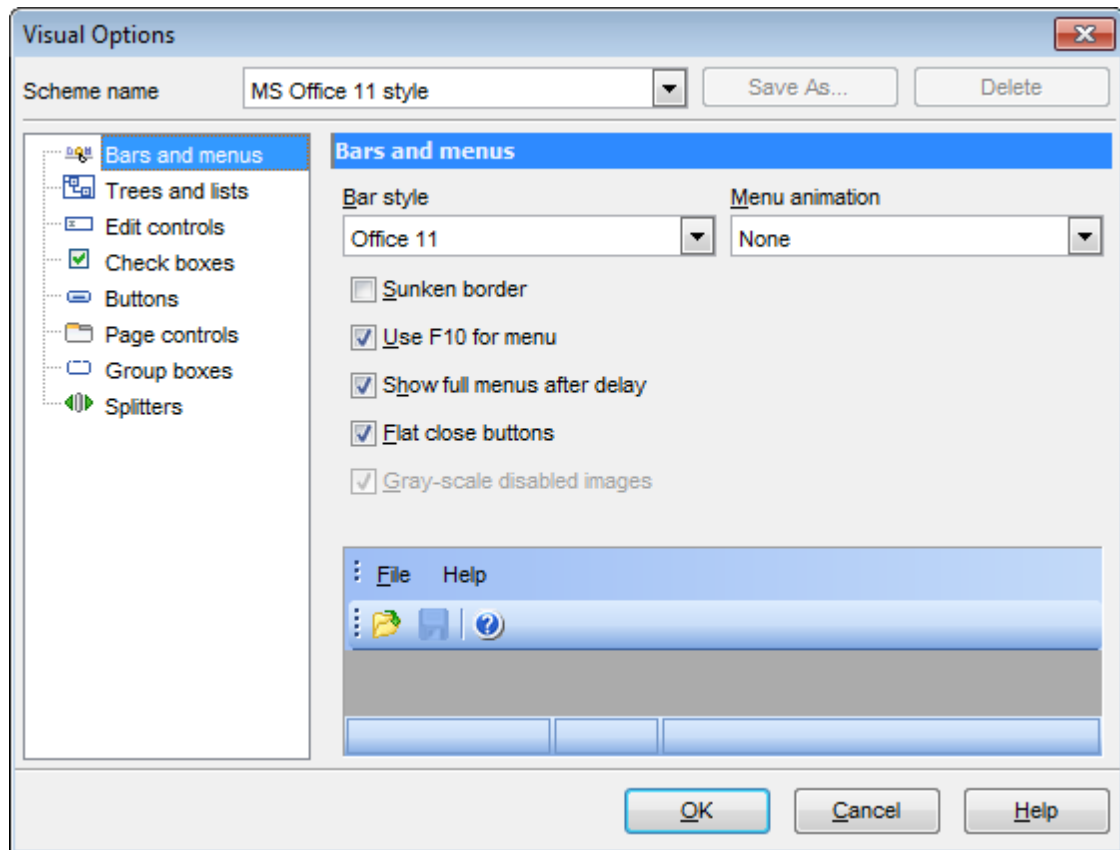 Visual Options
Scheme name MS Office 11 style Save As... Delete
Bars and menus
Trees and lists
Edit controls
Check boxes
Buttons
Page controls
Group boxes
Splitters
Bars and menus
Bar style Menu animation
Office 11 None
Sunken border
Use F10 for menu
Show full menus after delay
Flat close buttons
Gray-scale disabled images
File Help
OK Cancel Help